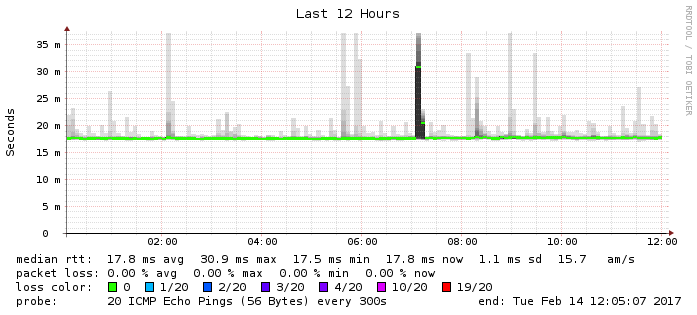 Last 12 Hours
RRDTOOL / TOBI OETIKER
Seconds
35 m
30 m
25 m
20 m
15 m
10 m
5 m
0
02:00 04:00 06:00 08:00 10:00 12:00
median rtt: 17.8 ms avg 30.9 ms max 17.5 ms min 17.8 ms now 1.1 ms sd 15.7 am/s
packet loss: 0.00 % avg 0.00 % max 0.00 % min 0.00 % now
loss color: 0 1/20 2/20 3/20 4/20 10/20 19/20
probe: 20 ICMP Echo Pings (56 Bytes) every 300s end: Tue Feb 14 12:05:07 2017